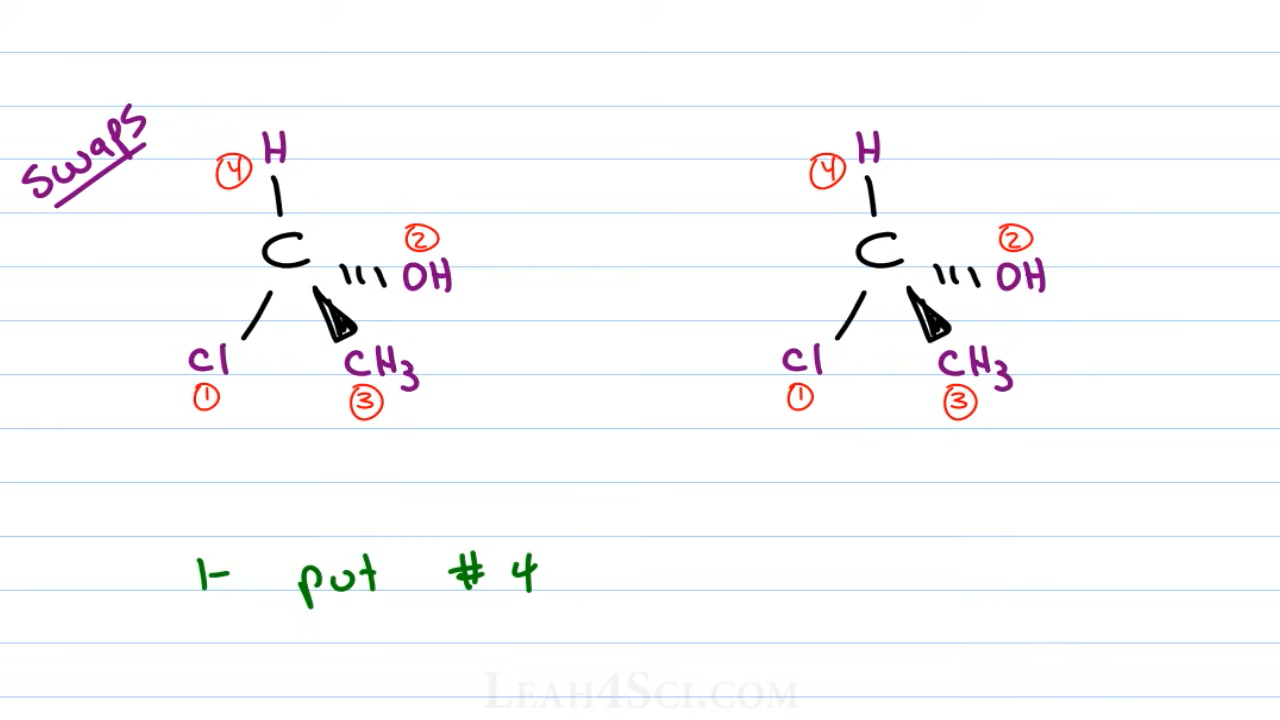 Swaps
H H
4 4
C C
2 2
OH OH
Cl CH3 Cl CH3
1 3 1 3
1- put # 4
LEAH4SCI.COM